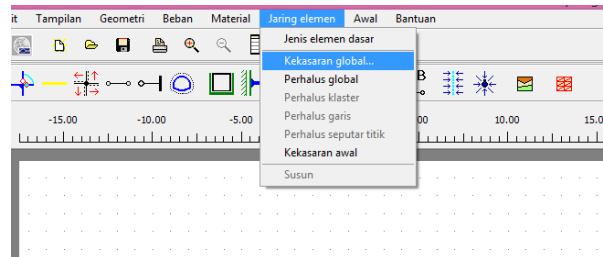 it Tampilan Geometri Beban Material Jaring elemen Awal Bantuan
Jenis elemen dasar
Kekasaran global...
Perhalus global
Perhalus klaster
Perhalus garis
Perhalus seputar titik
Kekasaran awal
Susun
B
-15.00 -10.00 -5.00 00 10.00 15.0